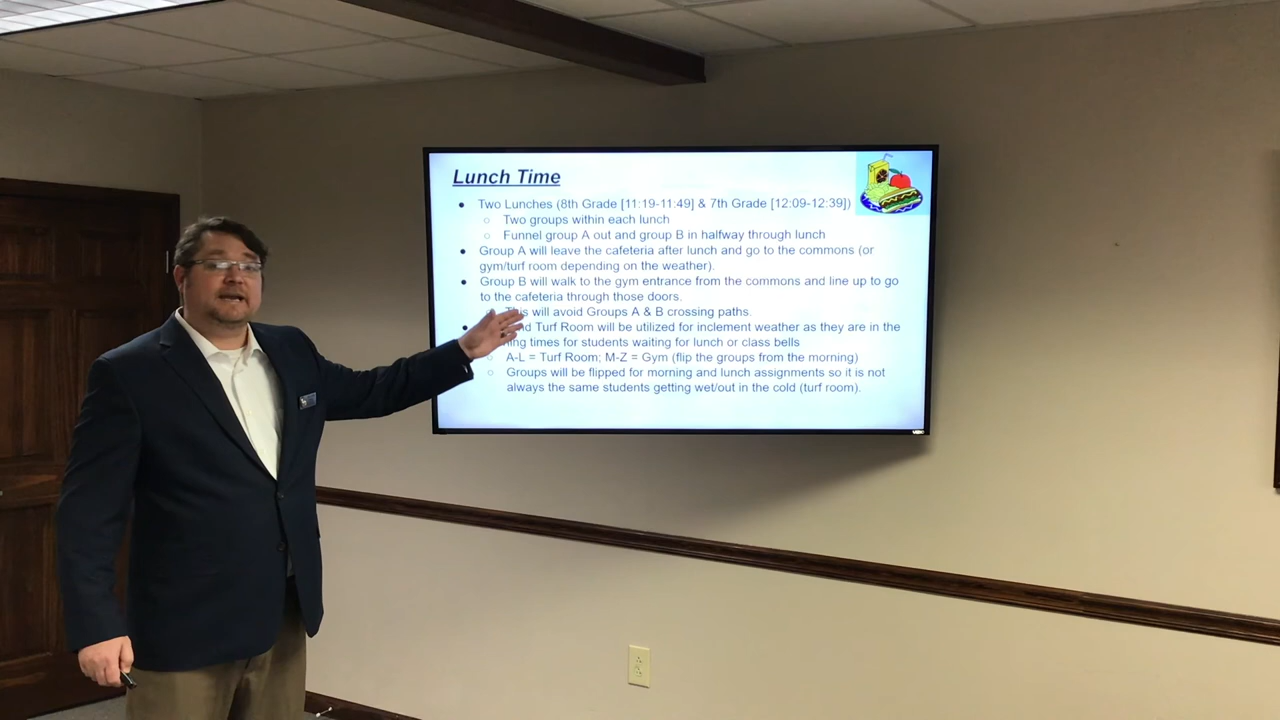 Lunch Time
● Two Lunches (8th Grade [11:19-11:49] & 7th Grade [12:09-12:39])
○ Two groups within each lunch
○ Funnel group A out and group B in halfway through lunch
● Group A will leave the cafeteria after lunch and go to the commons (or
gym/turf room depending on the weather).
● Group B will walk to the gym entrance from the commons and line up to go
to the cafeteria through those doors.
This will avoid Groups A & B crossing paths.
● Turf Room will be utilized for inclement weather as they are in the
times for students waiting for lunch or class bells
○ A-L = Turf Room; M-Z = Gym (flip the groups from the morning)
○ Groups will be flipped for morning and lunch assignments so it is not
always the same students getting wet/out in the cold (turf room).